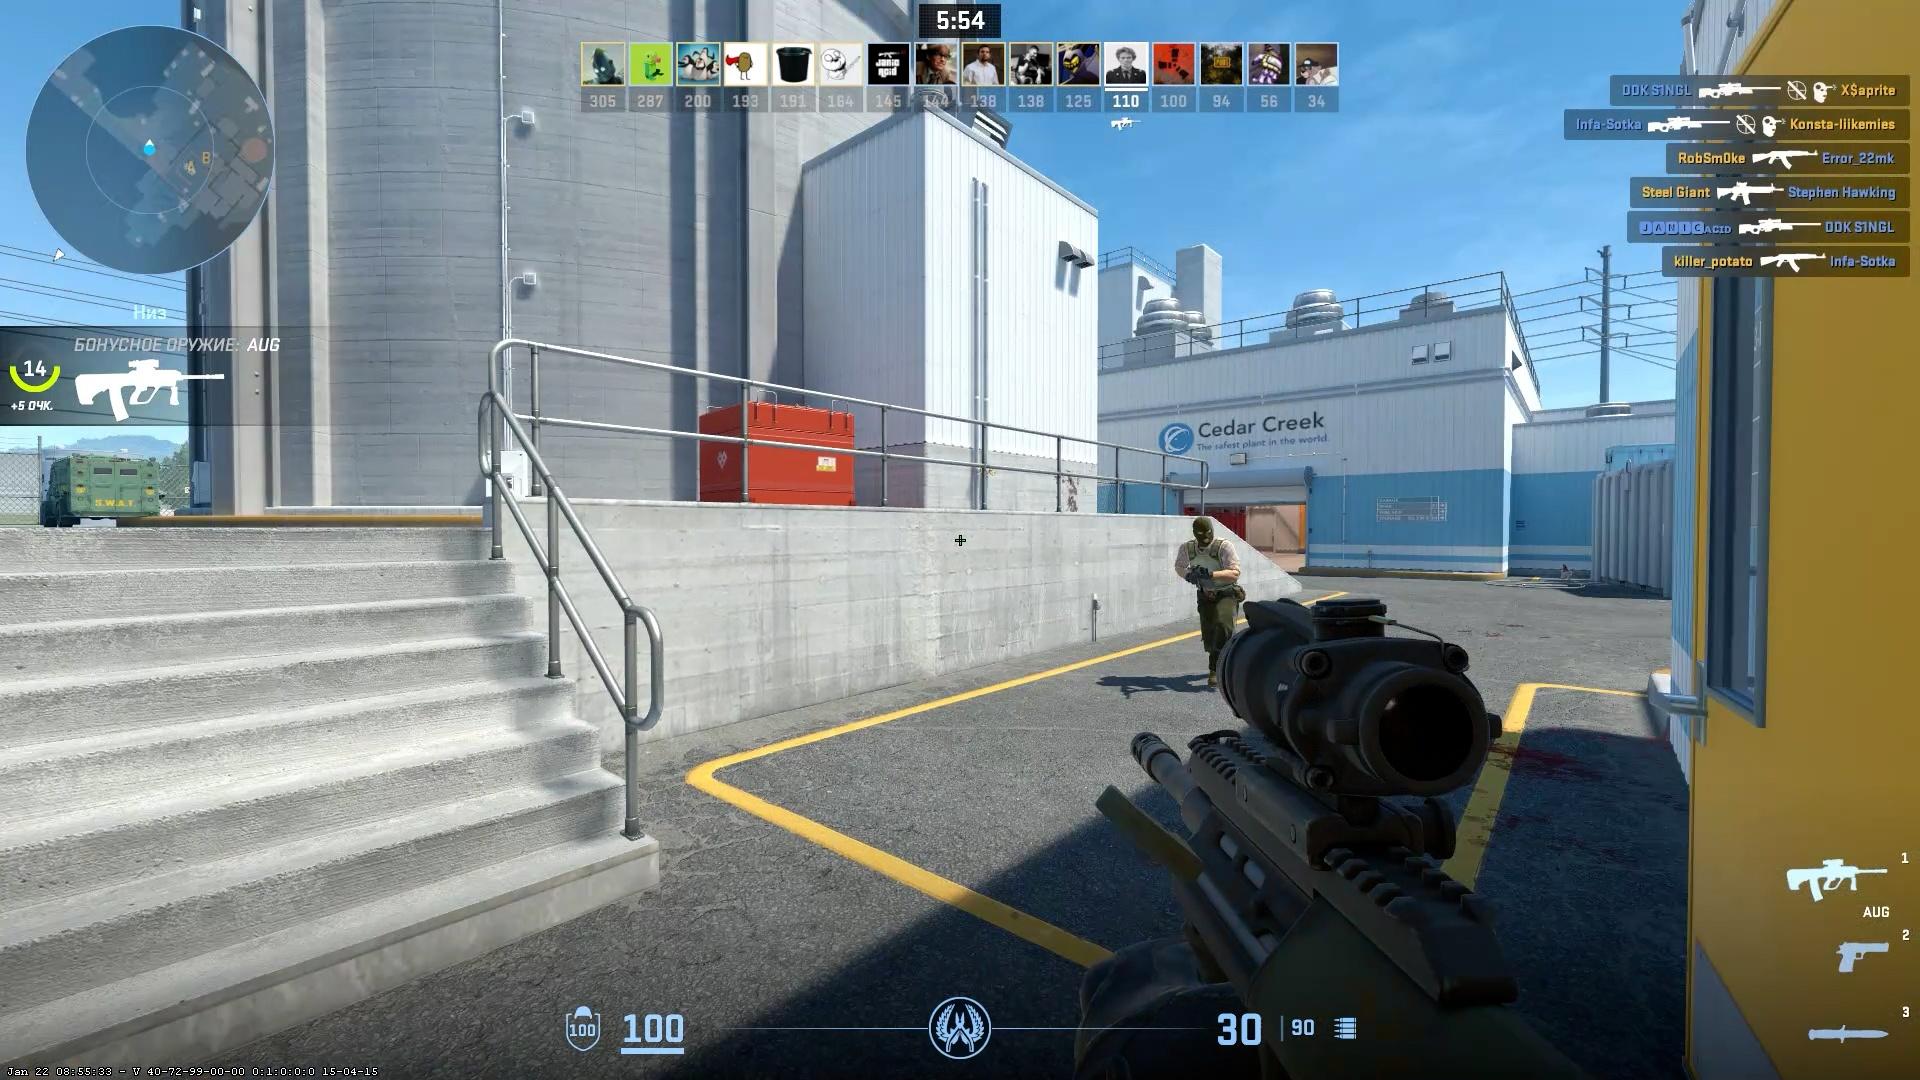 5:54
305 287 200 193 191 164 145 144 138 138 125 110 100 94 56 34
DDK S1NGL X$aprite
Infa-Sotka Konsta-liikemies
RobSm0ke Error_22mk
Steel Giant Stephen Hawking
JANICACID DDK S1NGL
killer_potato Infa-Sotka
B
A
Низ
БОНУСНОЕ ОРУЖИЕ: AUG
14
+5 ОЧК.
Cedar Creek
The safest plant in the world.
S.W.A.T.
1
AUG
2
3
100 100
30 | 90
Jan 22 08:55:33 - V 40-72-99-00-00 0:1:0:0:0 15-04-15